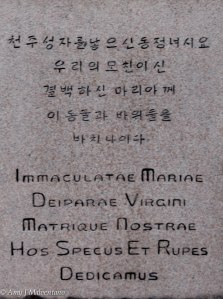 천주성자를낳으신동정녀시요
우리의모친이신
결백하신마리아께
이동굴과바위들을
바치나이다.
IMMACULATAE MARIAE
DEIPARAE VIRGINI
MATRIQUE NOSTRAE
HOS SPECUS ET RUPES
DEDICAMUS